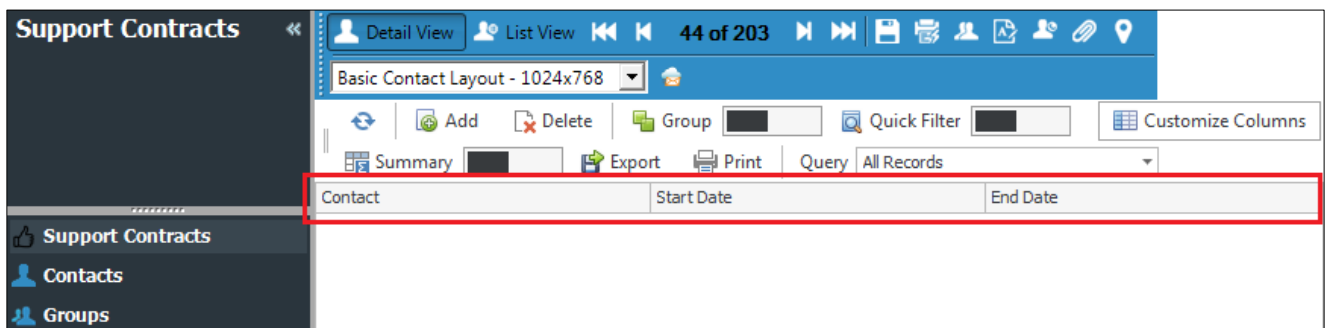 Support Contracts «
Detail View List View 44 of 203
Basic Contact Layout - 1024x768
Add Delete Group Quick Filter Customize Columns
Summary Export Print Query All Records
Contact Start Date End Date
Support Contracts
Contacts
Groups